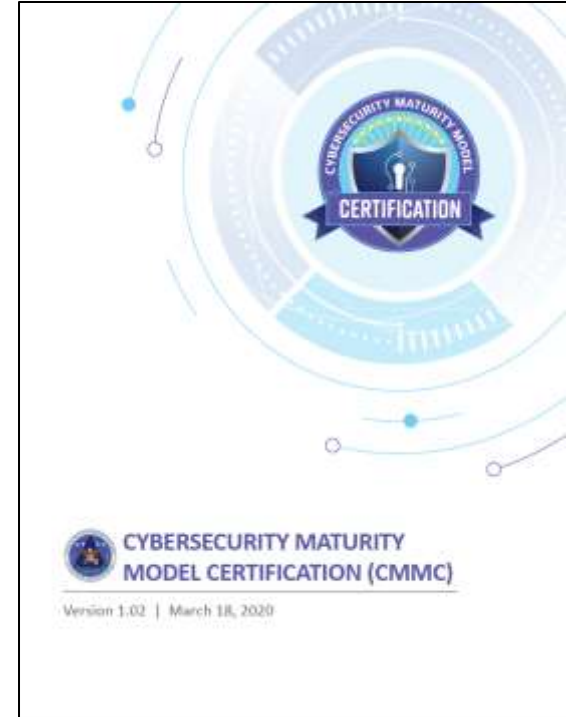 CYBERSECURITY MATURITY MODEL
CERTIFICATION
CYBERSECURITY MATURITY
MODEL CERTIFICATION (CMMC)
Version 1.02 | March 18, 2020